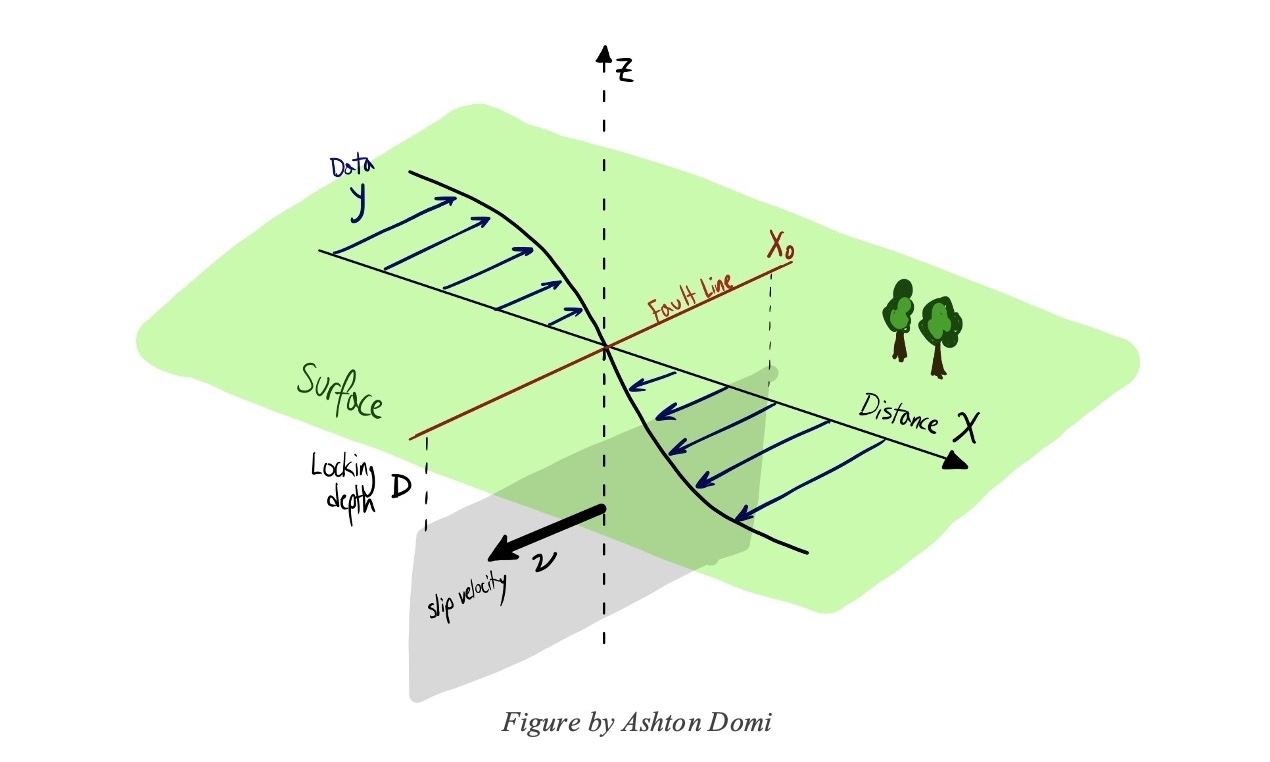 z
Data
y
X0
Fault Line
Surface
Distance X
Locking
depth D
v
slip velocity
Figure by Ashton Domi